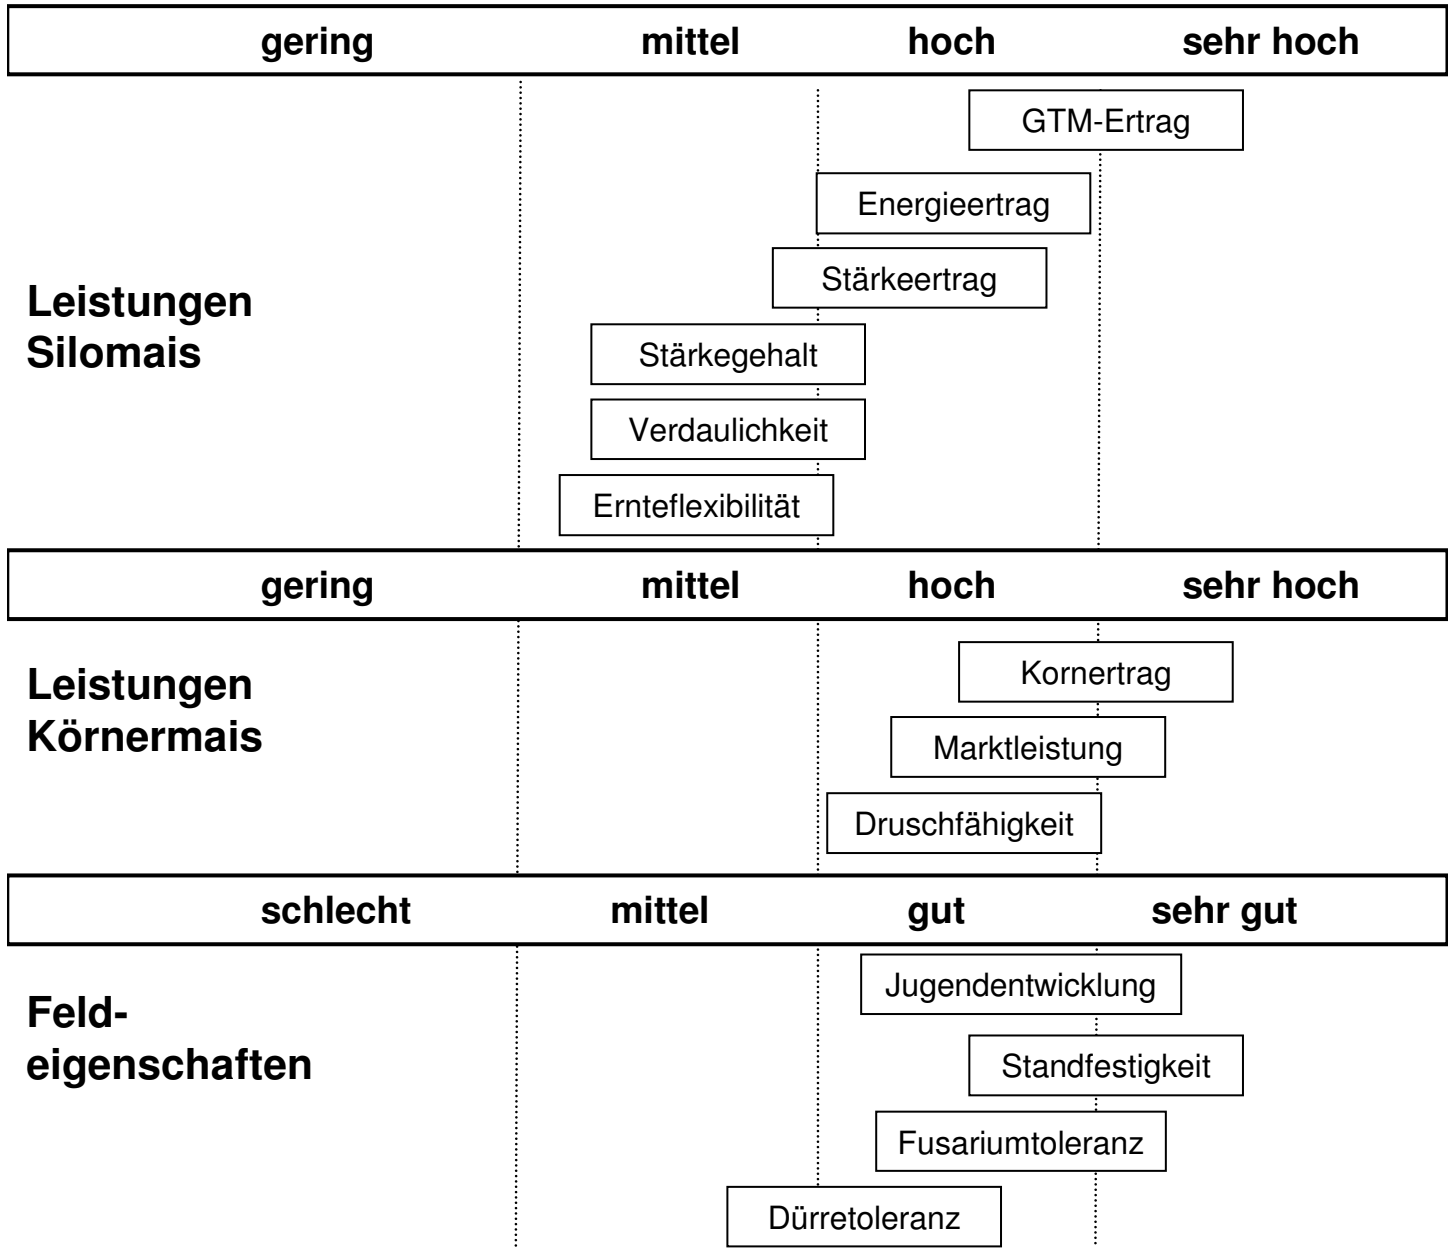 gering mittel hoch sehr hoch
GTM-Ertrag
Energieertrag
Stärkeertrag
Leistungen
Silomais
Stärkegehalt
Verdaulichkeit
Ernteflexibilität
gering mittel hoch sehr hoch
Leistungen
Körnermais
Kornertrag
Marktleistung
Druschfähigkeit
schlecht mittel gut sehr gut
Feld-
eigenschaften
Jugendentwicklung
Standfestigkeit
Fusariumtoleranz
Dürretoleranz